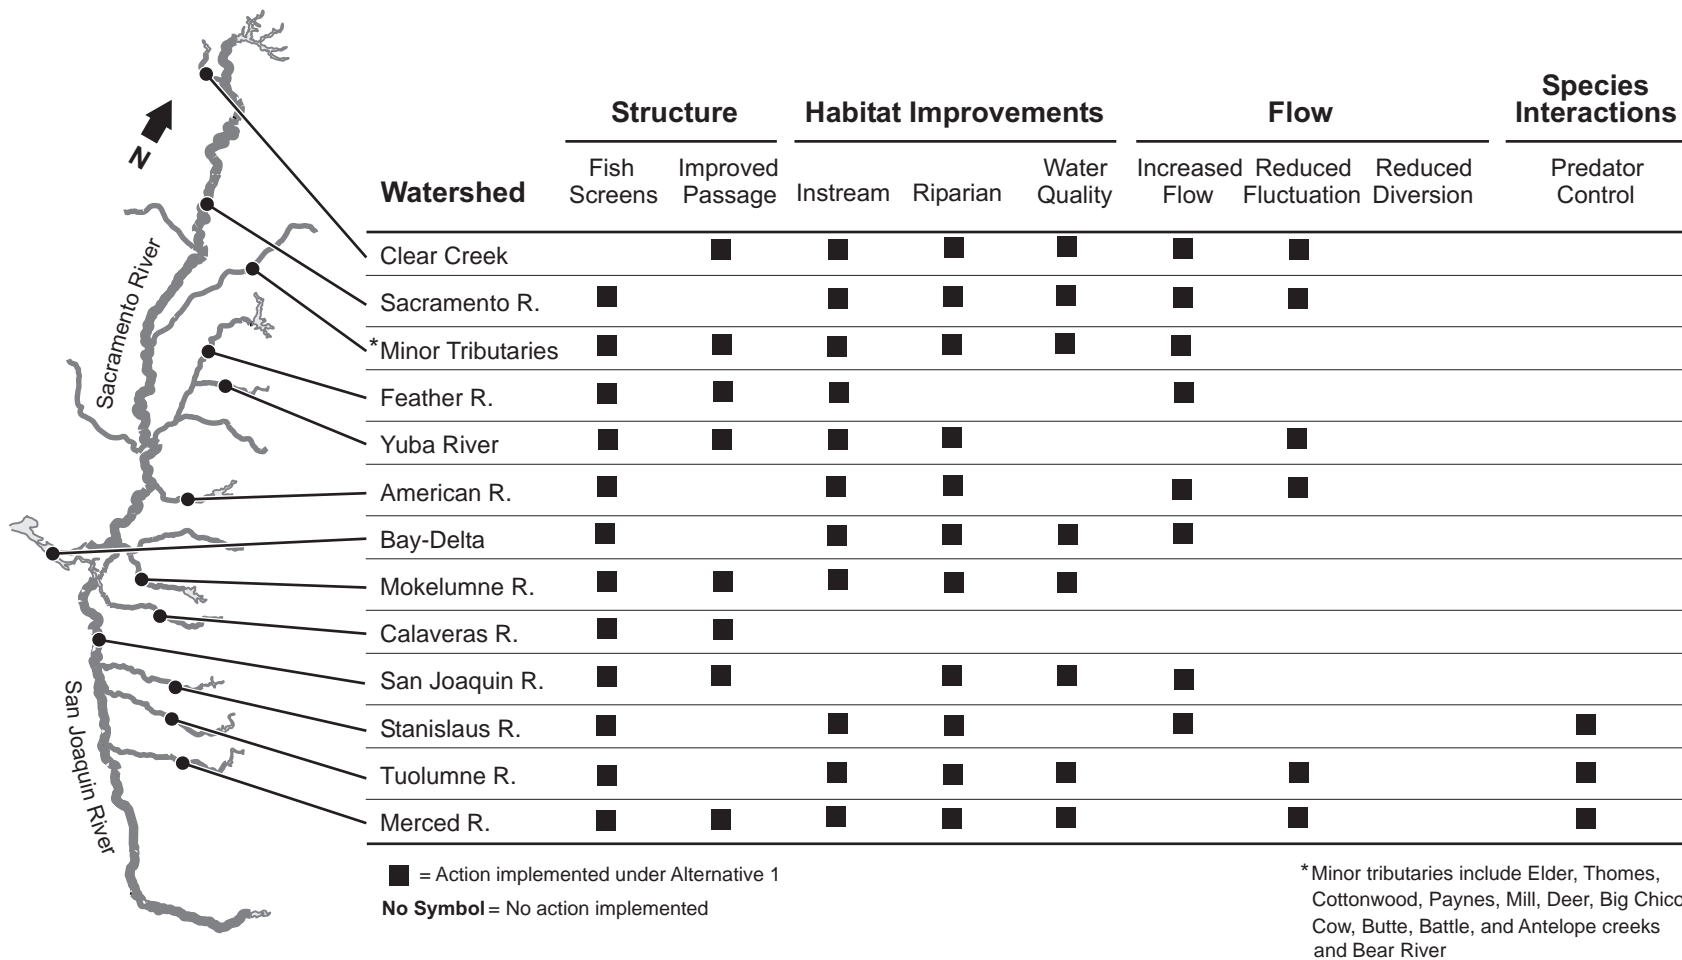 N
Sacramento River
San Joaquin River
Structure
Habitat Improvements
Flow
Species
Interactions
Watershed
Fish
Screens
Improved
Passage
Instream
Riparian
Water
Quality
Increased
Flow
Reduced
Fluctuation
Reduced
Diversion
Predator
Control
Clear Creek
Sacramento R.
*Minor Tributaries
Feather R.
Yuba River
American R.
Bay-Delta
Mokelumne R.
Calaveras R.
San Joaquin R.
Stanislaus R.
Tuolumne R.
Merced R.
= Action implemented under Alternative 1
No Symbol = No action implemented
*Minor tributaries include Elder, Thomes,
Cottonwood, Paynes, Mill, Deer, Big Chico
Cow, Butte, Battle, and Antelope creeks
and Bear River